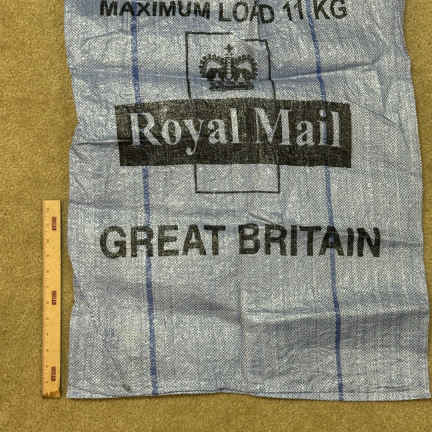 MAXIMUM LOAD 11 KG
Royal Mail
GREAT BRITAIN